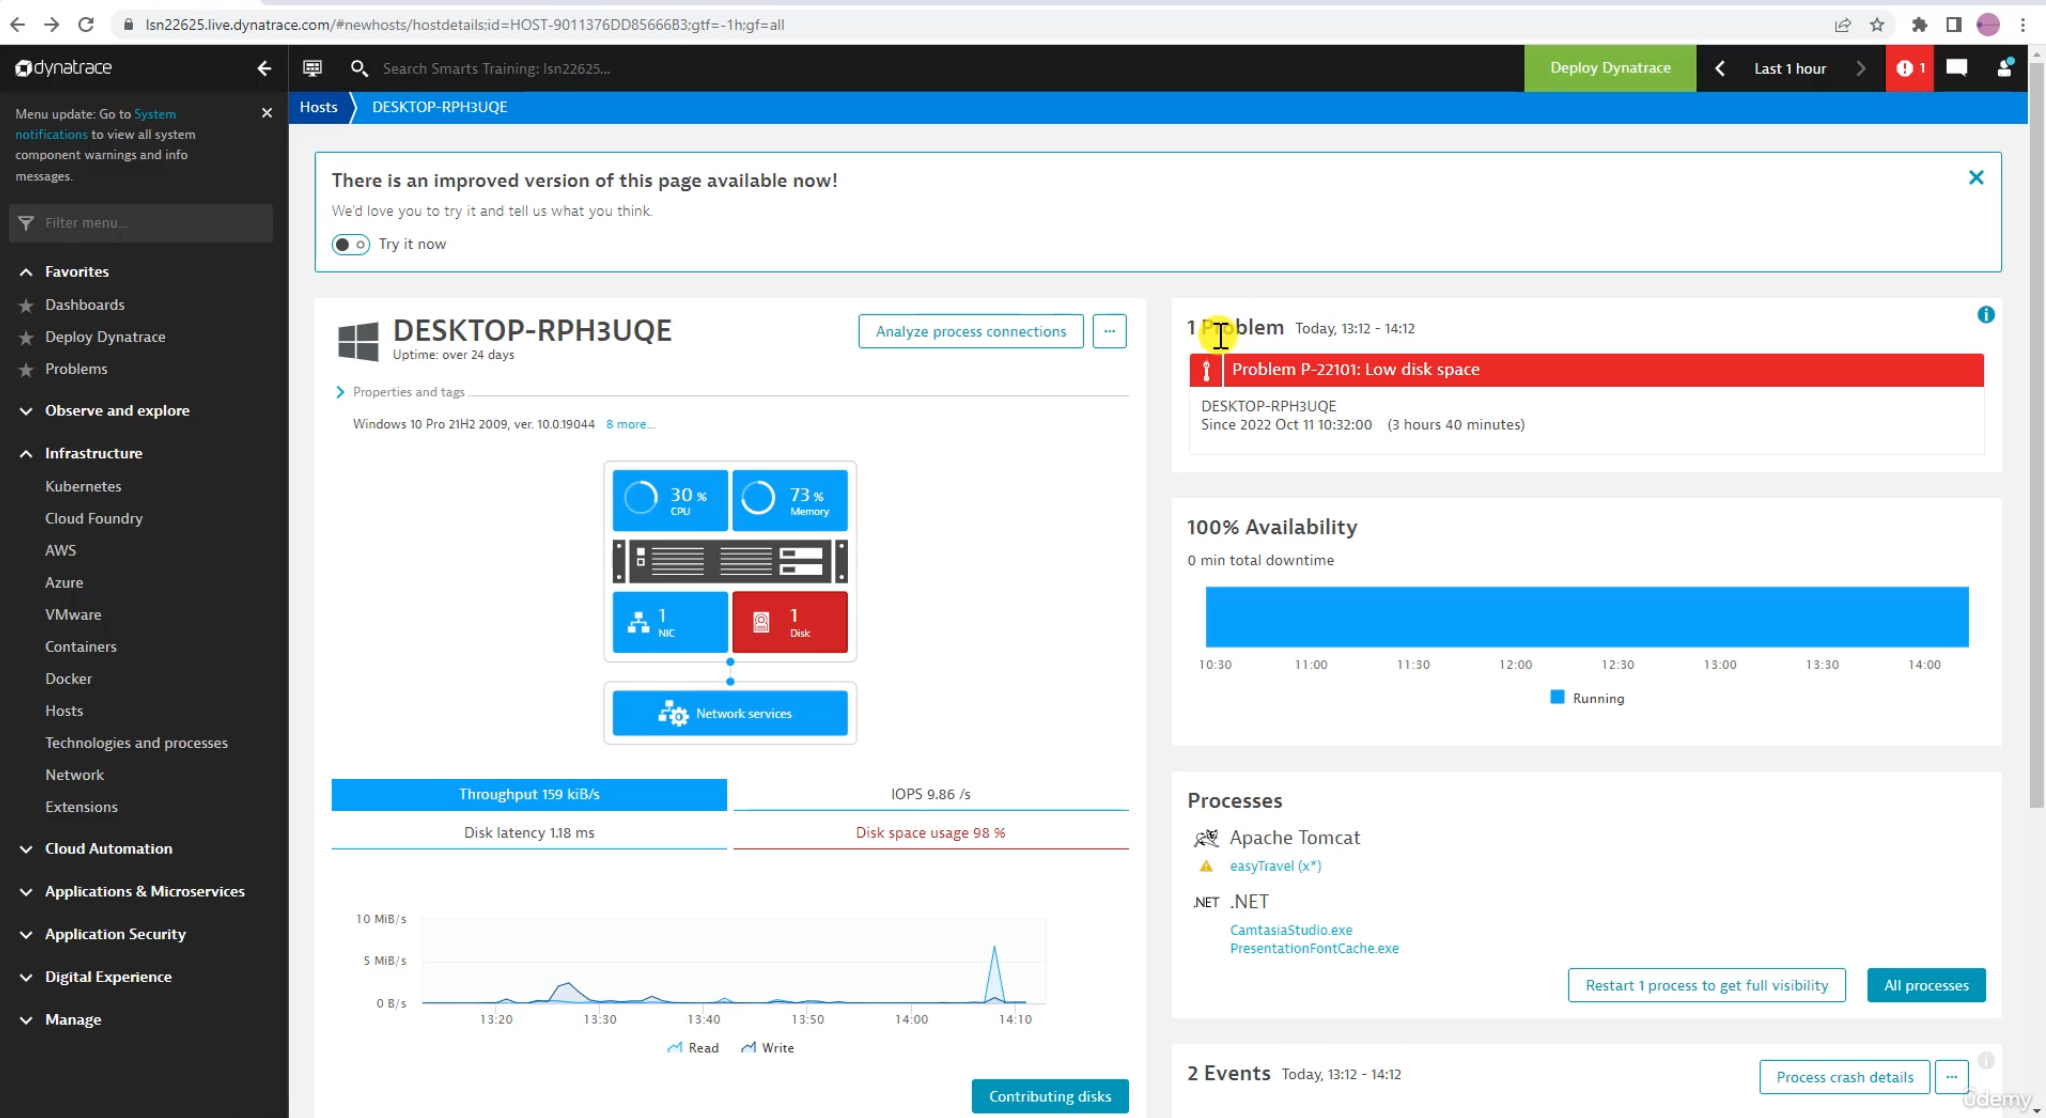 lsn22625.live.dynatrace.com/#newhosts/hostdetails;id=HOST-9011376DD85666B3;gtf=-1h;gf=all
dynatrace
Search Smarts Training: lsn22625...
Deploy Dynatrace
Last 1 hour
1
Menu update: Go to System
notifications to view all system
component warnings and info
messages.
Filter menu...
Favorites
Dashboards
Deploy Dynatrace
Problems
Observe and explore
Infrastructure
Kubernetes
Cloud Foundry
AWS
Azure
VMware
Containers
Docker
Hosts
Technologies and processes
Network
Extensions
Cloud Automation
Applications & Microservices
Application Security
Digital Experience
Manage
Hosts
DESKTOP-RPH3UQE
There is an improved version of this page available now!
We'd love you to try it and tell us what you think.
Try it now
DESKTOP-RPH3UQE
Uptime: over 24 days
Analyze process connections
...
Properties and tags
Windows 10 Pro 21H2 2009, ver. 10.0.19044 8 more...
30 %
CPU
73 %
Memory
1
NIC
1
Disk
Network services
Throughput 159 kiB/s
IOPS 9.86 /s
Disk latency 1.18 ms
Disk space usage 98 %
10 MiB/s
5 MiB/s
0 B/s
13:20 13:30 13:40 13:50 14:00 14:10
Read Write
Contributing disks
1 Problem Today, 13:12 - 14:12
Problem P-22101: Low disk space
DESKTOP-RPH3UQE
Since 2022 Oct 11 10:32:00 (3 hours 40 minutes)
100% Availability
0 min total downtime
10:30 11:00 11:30 12:00 12:30 13:00 13:30 14:00
Running
Processes
Apache Tomcat
easyTravel (x*)
.NET .NET
CamtasiaStudio.exe
PresentationFontCache.exe
Restart 1 process to get full visibility
All processes
2 Events Today, 13:12 - 14:12
Process crash details
...
ûdemy